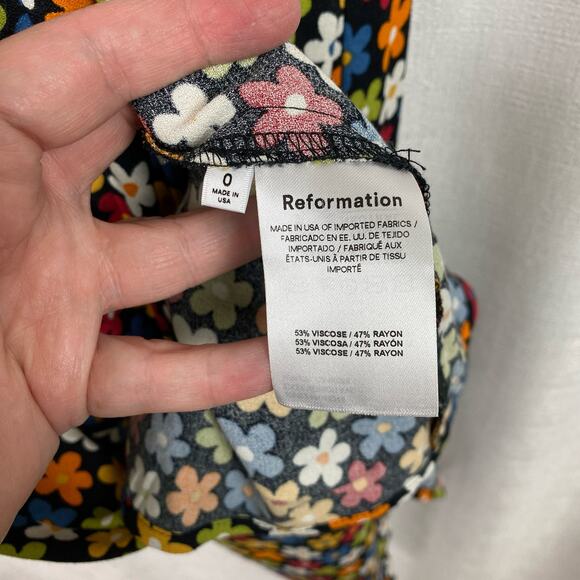 0
MADE IN
USA
Reformation
MADE IN USA OF IMPORTED FABRICS /
FABRICADO EN EE. UU. DE TEJIDO
IMPORTADO / FABRIQUÉ AUX
ÉTATS-UNIS À PARTIR DE TISSU
IMPORTÉ
53% VISCOSE / 47% RAYON
53% VISCOSA / 47% RAYÓN
53% VISCOSE / 47% RAYON